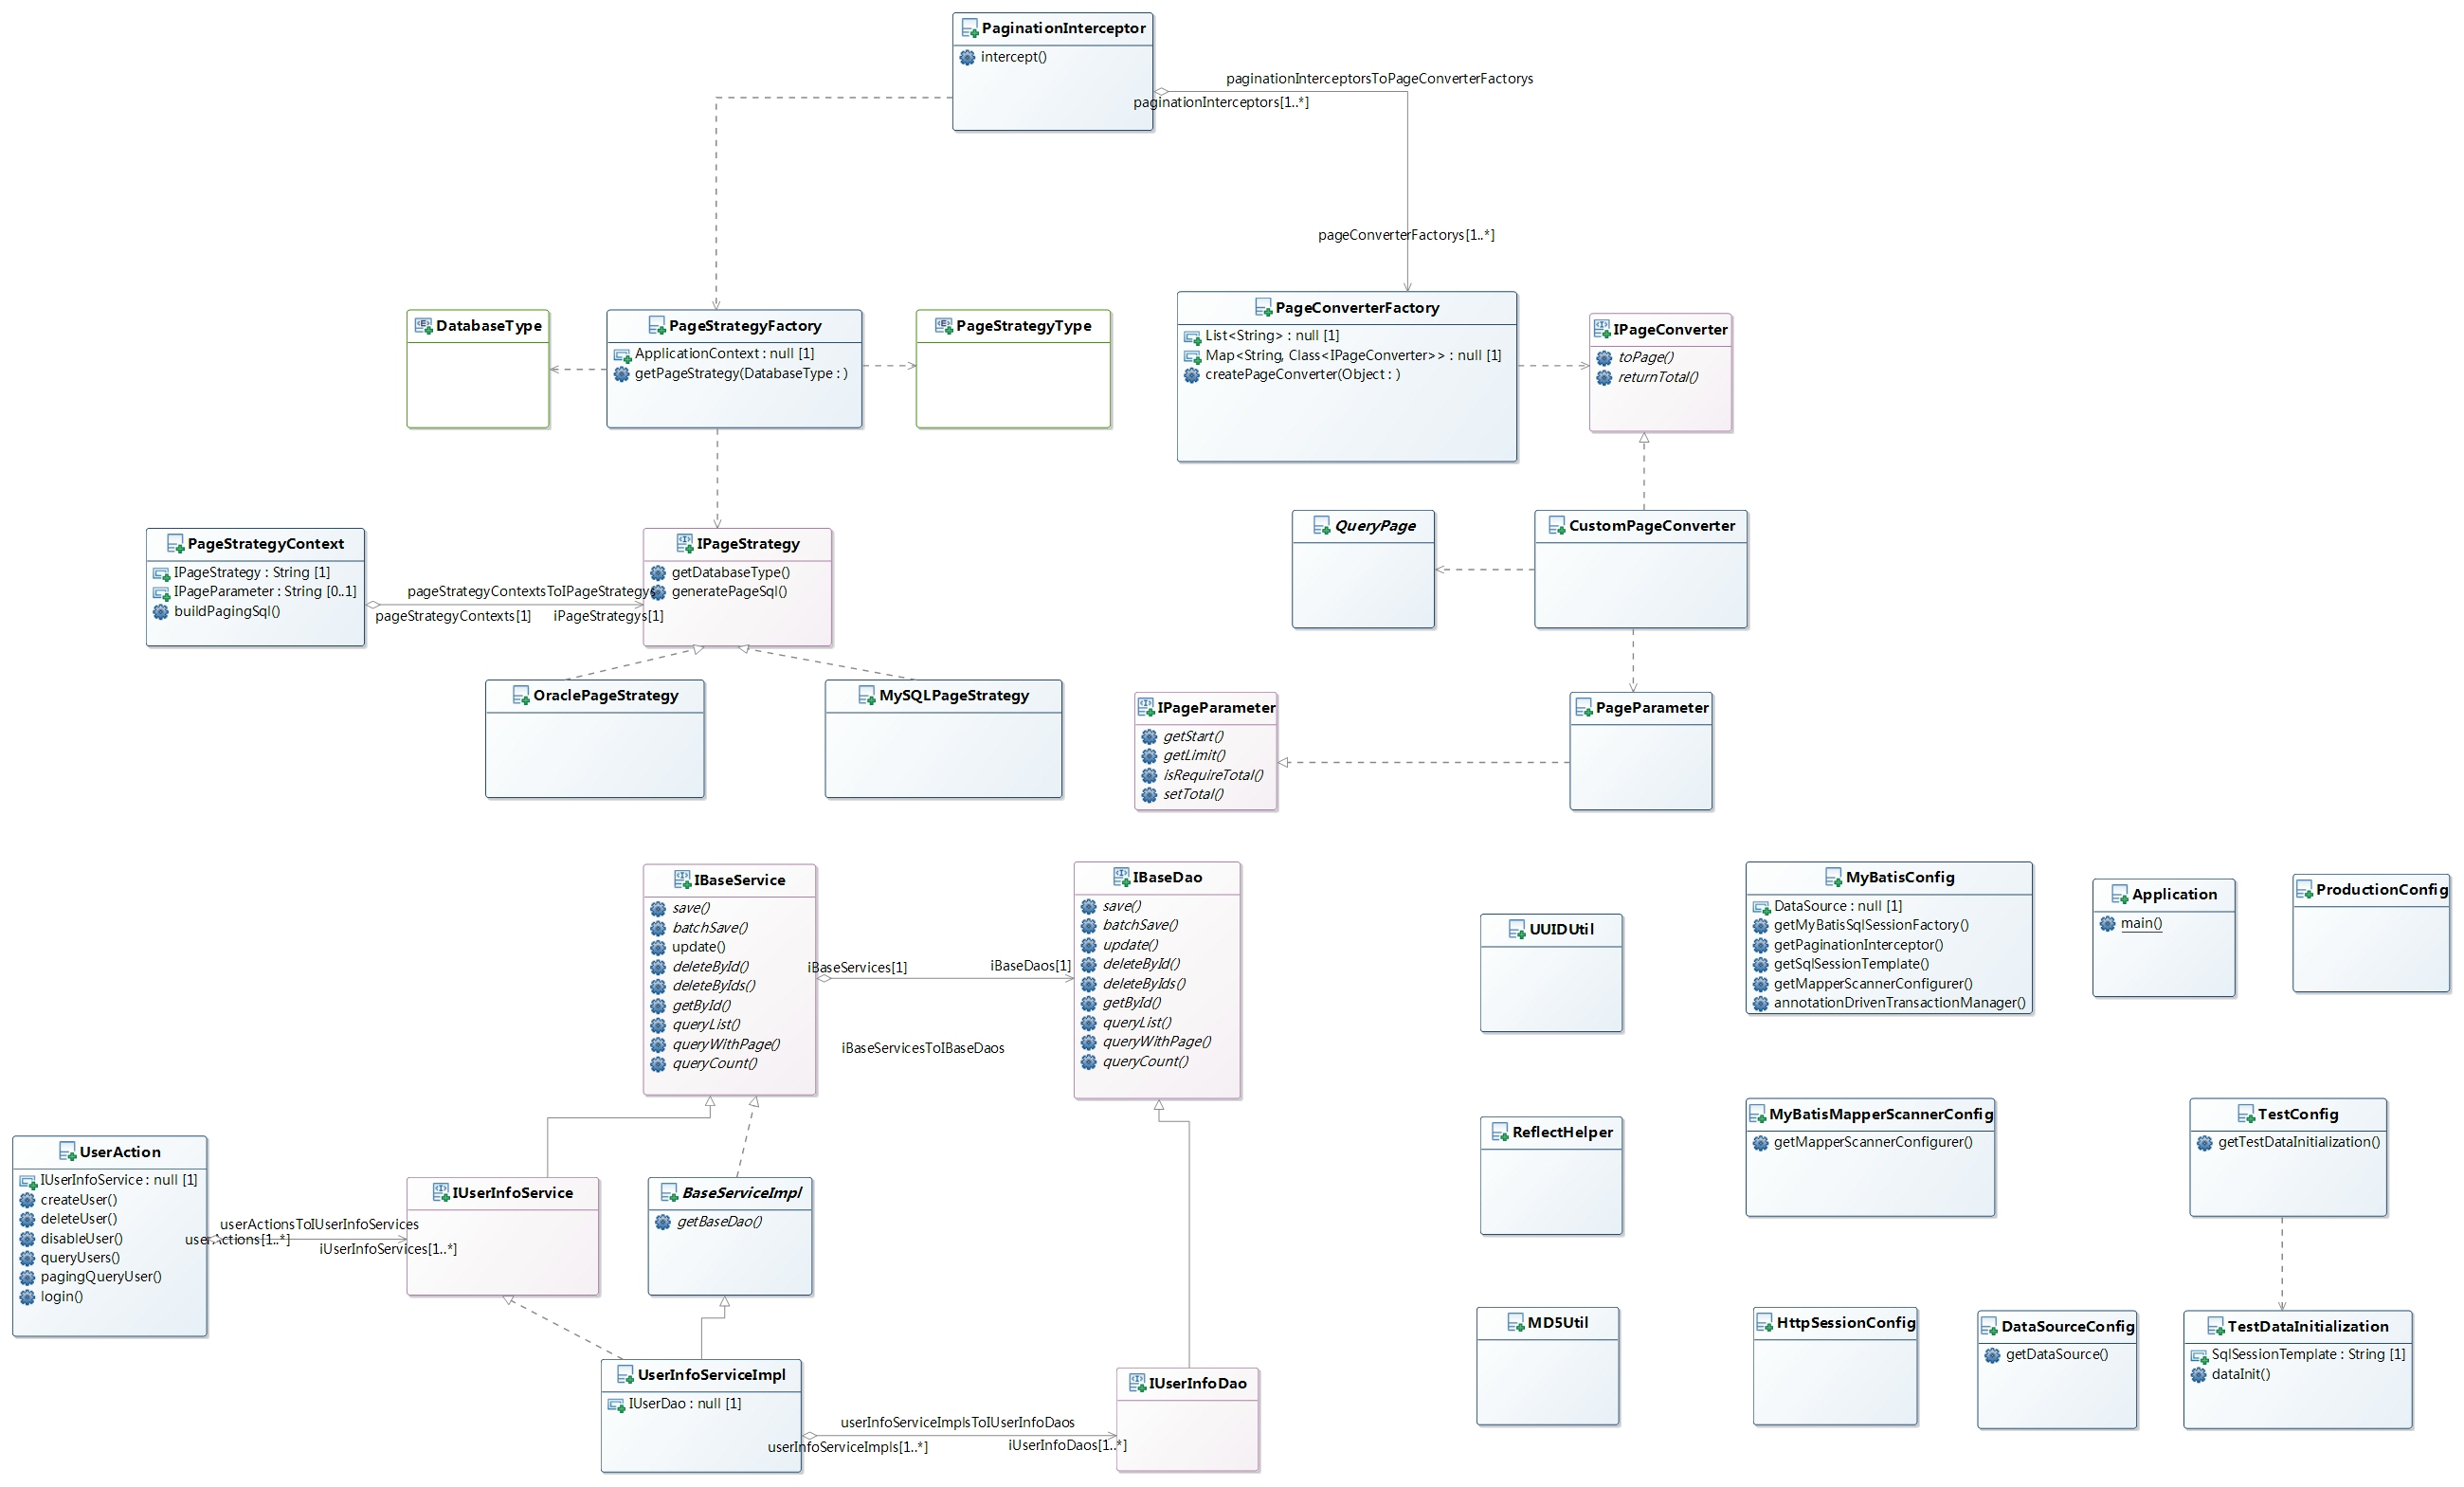 PaginationInterceptor
intercept()
paginationInterceptorsToPageConverterFactorys
paginationInterceptors[1..*]
pageConverterFactorys[1..*]
DatabaseType
PageStrategyFactory
ApplicationContext : null [1]
getPageStrategy(DatabaseType : )
PageStrategyType
PageConverterFactory
List<String> : null [1]
Map<String, Class<IPageConverter>> : null [1]
createPageConverter(Object : )
IPageConverter
toPage()
returnTotal()
PageStrategyContext
IPageStrategy : String [1]
IPageParameter : String [0..1]
buildPagingSql()
pageStrategyContextsToIPageStrategys
pageStrategyContexts[1]
iPageStrategys[1]
IPageStrategy
getDatabaseType()
generatePageSql()
QueryPage
CustomPageConverter
OraclePageStrategy
MySQLPageStrategy
IPageParameter
getStart()
getLimit()
isRequireTotal()
setTotal()
PageParameter
IBaseService
save()
batchSave()
update()
deleteById()
deleteByIds()
getById()
queryList()
queryWithPage()
queryCount()
iBaseServices[1]
iBaseDaos[1]
iBaseServicesToIBaseDaos
IBaseDao
save()
batchSave()
update()
deleteById()
deleteByIds()
getById()
queryList()
queryWithPage()
queryCount()
UUIDUtil
MyBatisConfig
DataSource : null [1]
getMyBatisSqlSessionFactory()
getPaginationInterceptor()
getSqlSessionTemplate()
getMapperScannerConfigurer()
annotationDrivenTransactionManager()
Application
main()
ProductionConfig
UserAction
IUserInfoService : null [1]
createUser()
deleteUser()
disableUser()
queryUsers()
pagingQueryUser()
login()
userActionsToIUserInfoServices
userActions[1..*]
iUserInfoServices[1..*]
IUserInfoService
BaseServiceImpl
getBaseDao()
ReflectHelper
MyBatisMapperScannerConfig
getMapperScannerConfigurer()
TestConfig
getTestDataInitialization()
UserInfoServiceImpl
IUserDao : null [1]
userInfoServiceImplsToIUserInfoDaos
userInfoServiceImpls[1..*]
iUserInfoDaos[1..*]
IUserInfoDao
MD5Util
HttpSessionConfig
DataSourceConfig
getDataSource()
TestDataInitialization
SqlSessionTemplate : String [1]
dataInit()